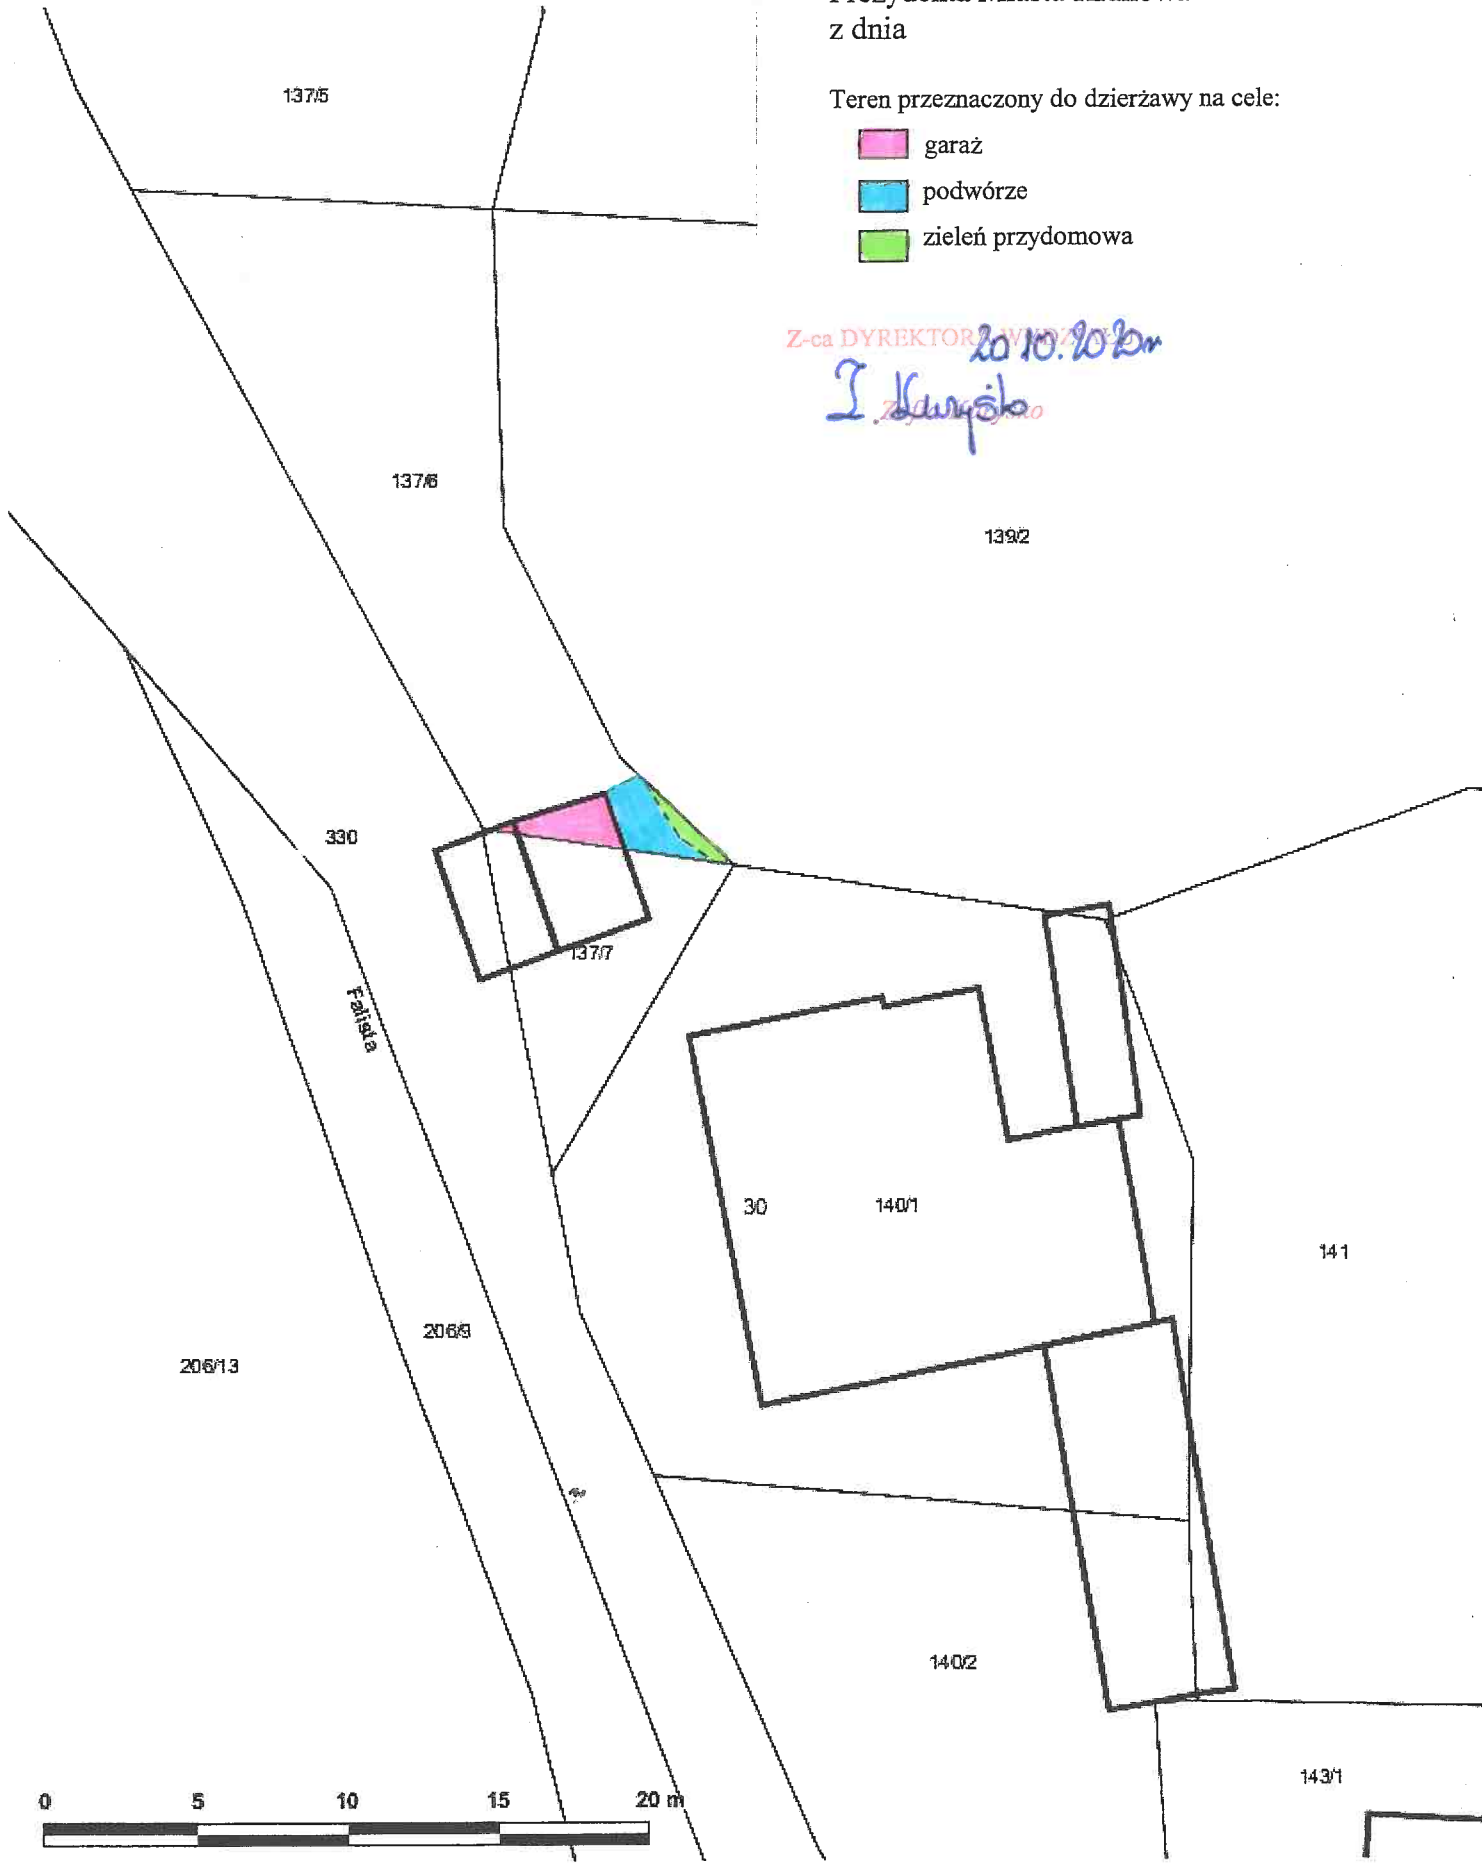 z dnia
Teren przeznaczony do dzierżawy na cele:
garaż
podwórze
zieleń przydomowa
Z-ca DYREKTORA WYDZIAŁU
20.10.2020r
137/5
137/6
139/2
330
137/7
Falista
30
140/1
141
206/9
206/13
140/2
143/1
0 5 10 15 20 m